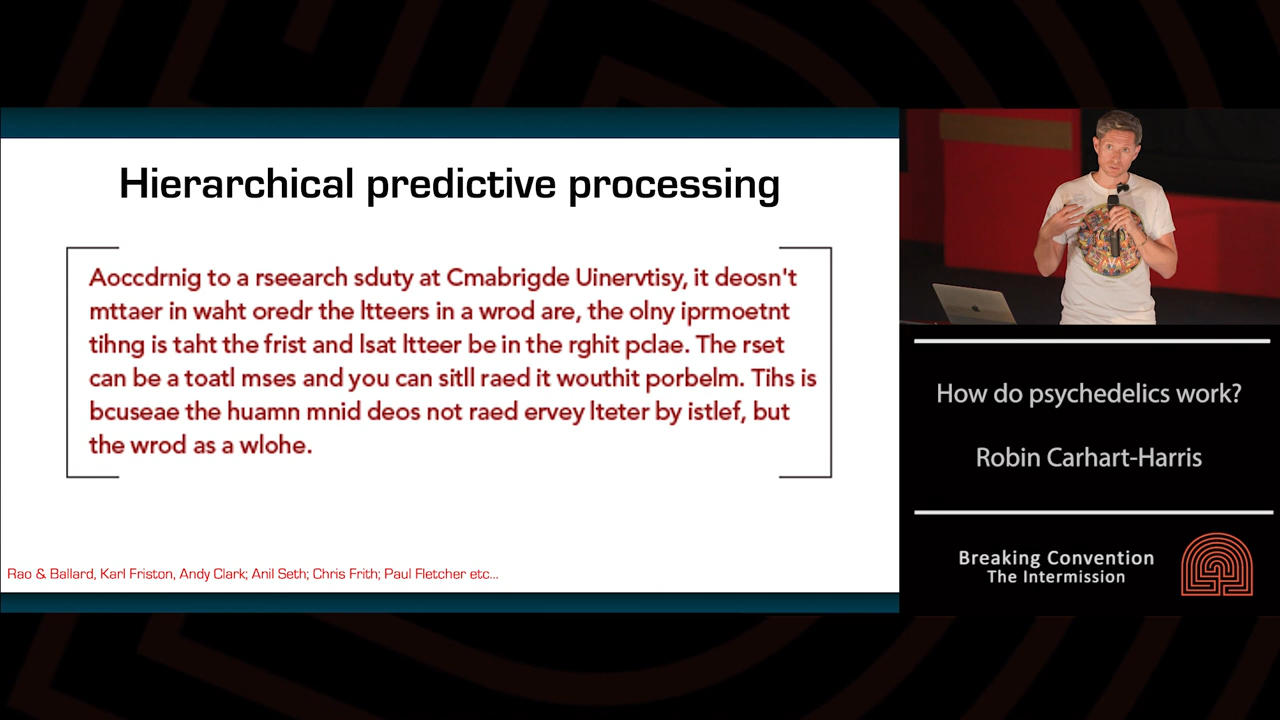 Hierarchical predictive processing
Aoccdrnig to a rseearch sduty at Cmabrigde Uinervtisy, it deosn't
mttaer in waht oredr the ltteers in a wrod are, the olny iprmoetnt
tihng is taht the frist and lsat ltteer be in the rghit pclae. The rset
can be a toatl mses and you can sitll raed it wouthit porbelm. Tihs is
bcuseae the huamn mnid deos not raed ervey lteter by istlef, but
the wrod as a wlohe.
Rao & Ballard, Karl Friston, Andy Clark; Anil Seth; Chris Frith; Paul Fletcher etc...
How do psychedelics work?
Robin Carhart-Harris
Breaking Convention
The Intermission